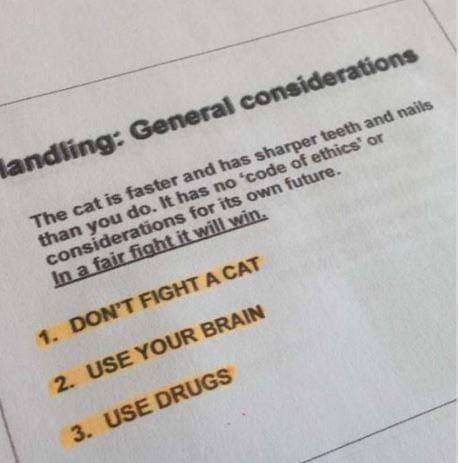 andling: General considerations
The cat is faster and has sharper teeth and nails
than you do. It has no 'code of ethics' or
considerations for its own future.
In a fair fight it will win.
1. DON'T FIGHT A CAT
2. USE YOUR BRAIN
3. USE DRUGS